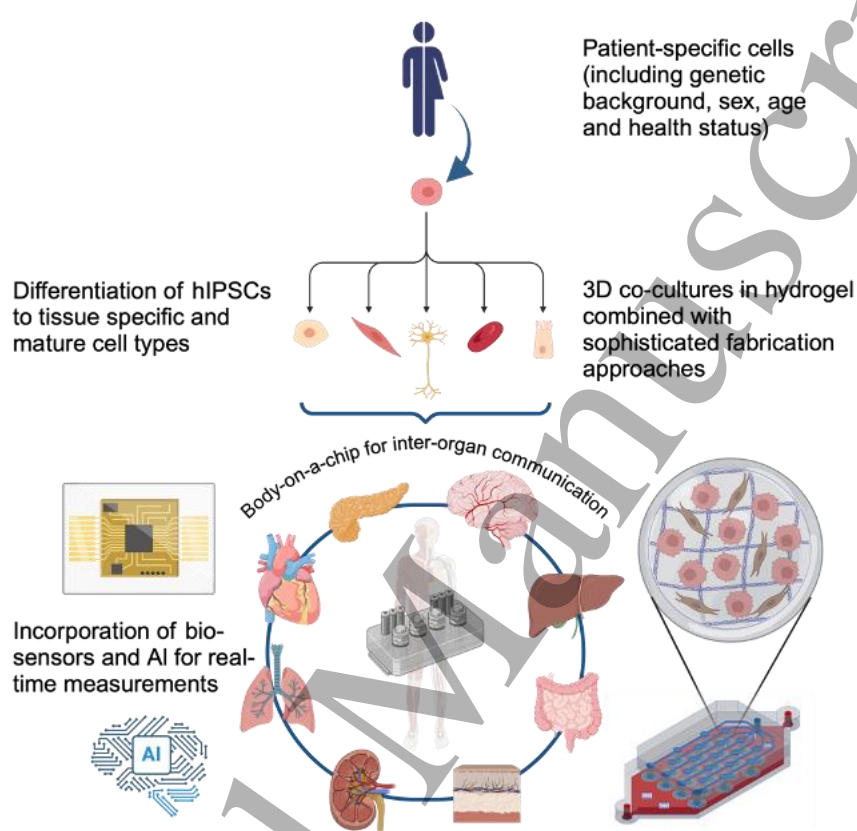 Patient-specific cells
(including genetic
background, sex, age
and health status)
Differentiation of hIPSCs
to tissue specific and
mature cell types
3D co-cultures in hydrogel
combined with
sophisticated fabrication
approaches
Body-on-a-chip for inter-organ communication
Incorporation of bio-
sensors and AI for real-
time measurements
AI
Manuscr